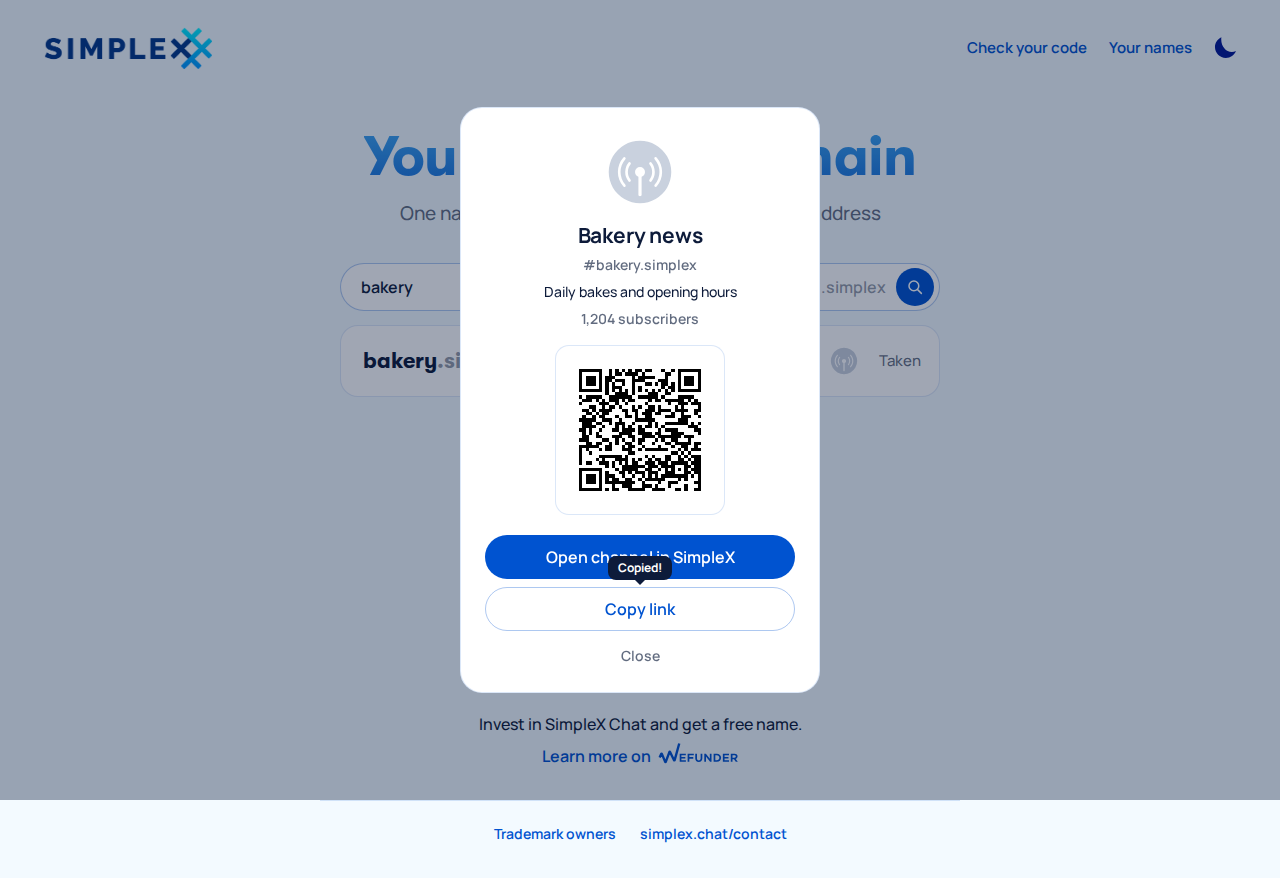 SIMPLEX
Check your code
Your names
You
hain
One na
ddress
bakery
.simplex
bakery.si
Taken
Bakery news
#bakery.simplex
Daily bakes and opening hours
1,204 subscribers
Open channel in SimpleX
Copied!
Copy link
Close
Invest in SimpleX Chat and get a free name.
Learn more on WEFUNDER
Trademark owners
simplex.chat/contact